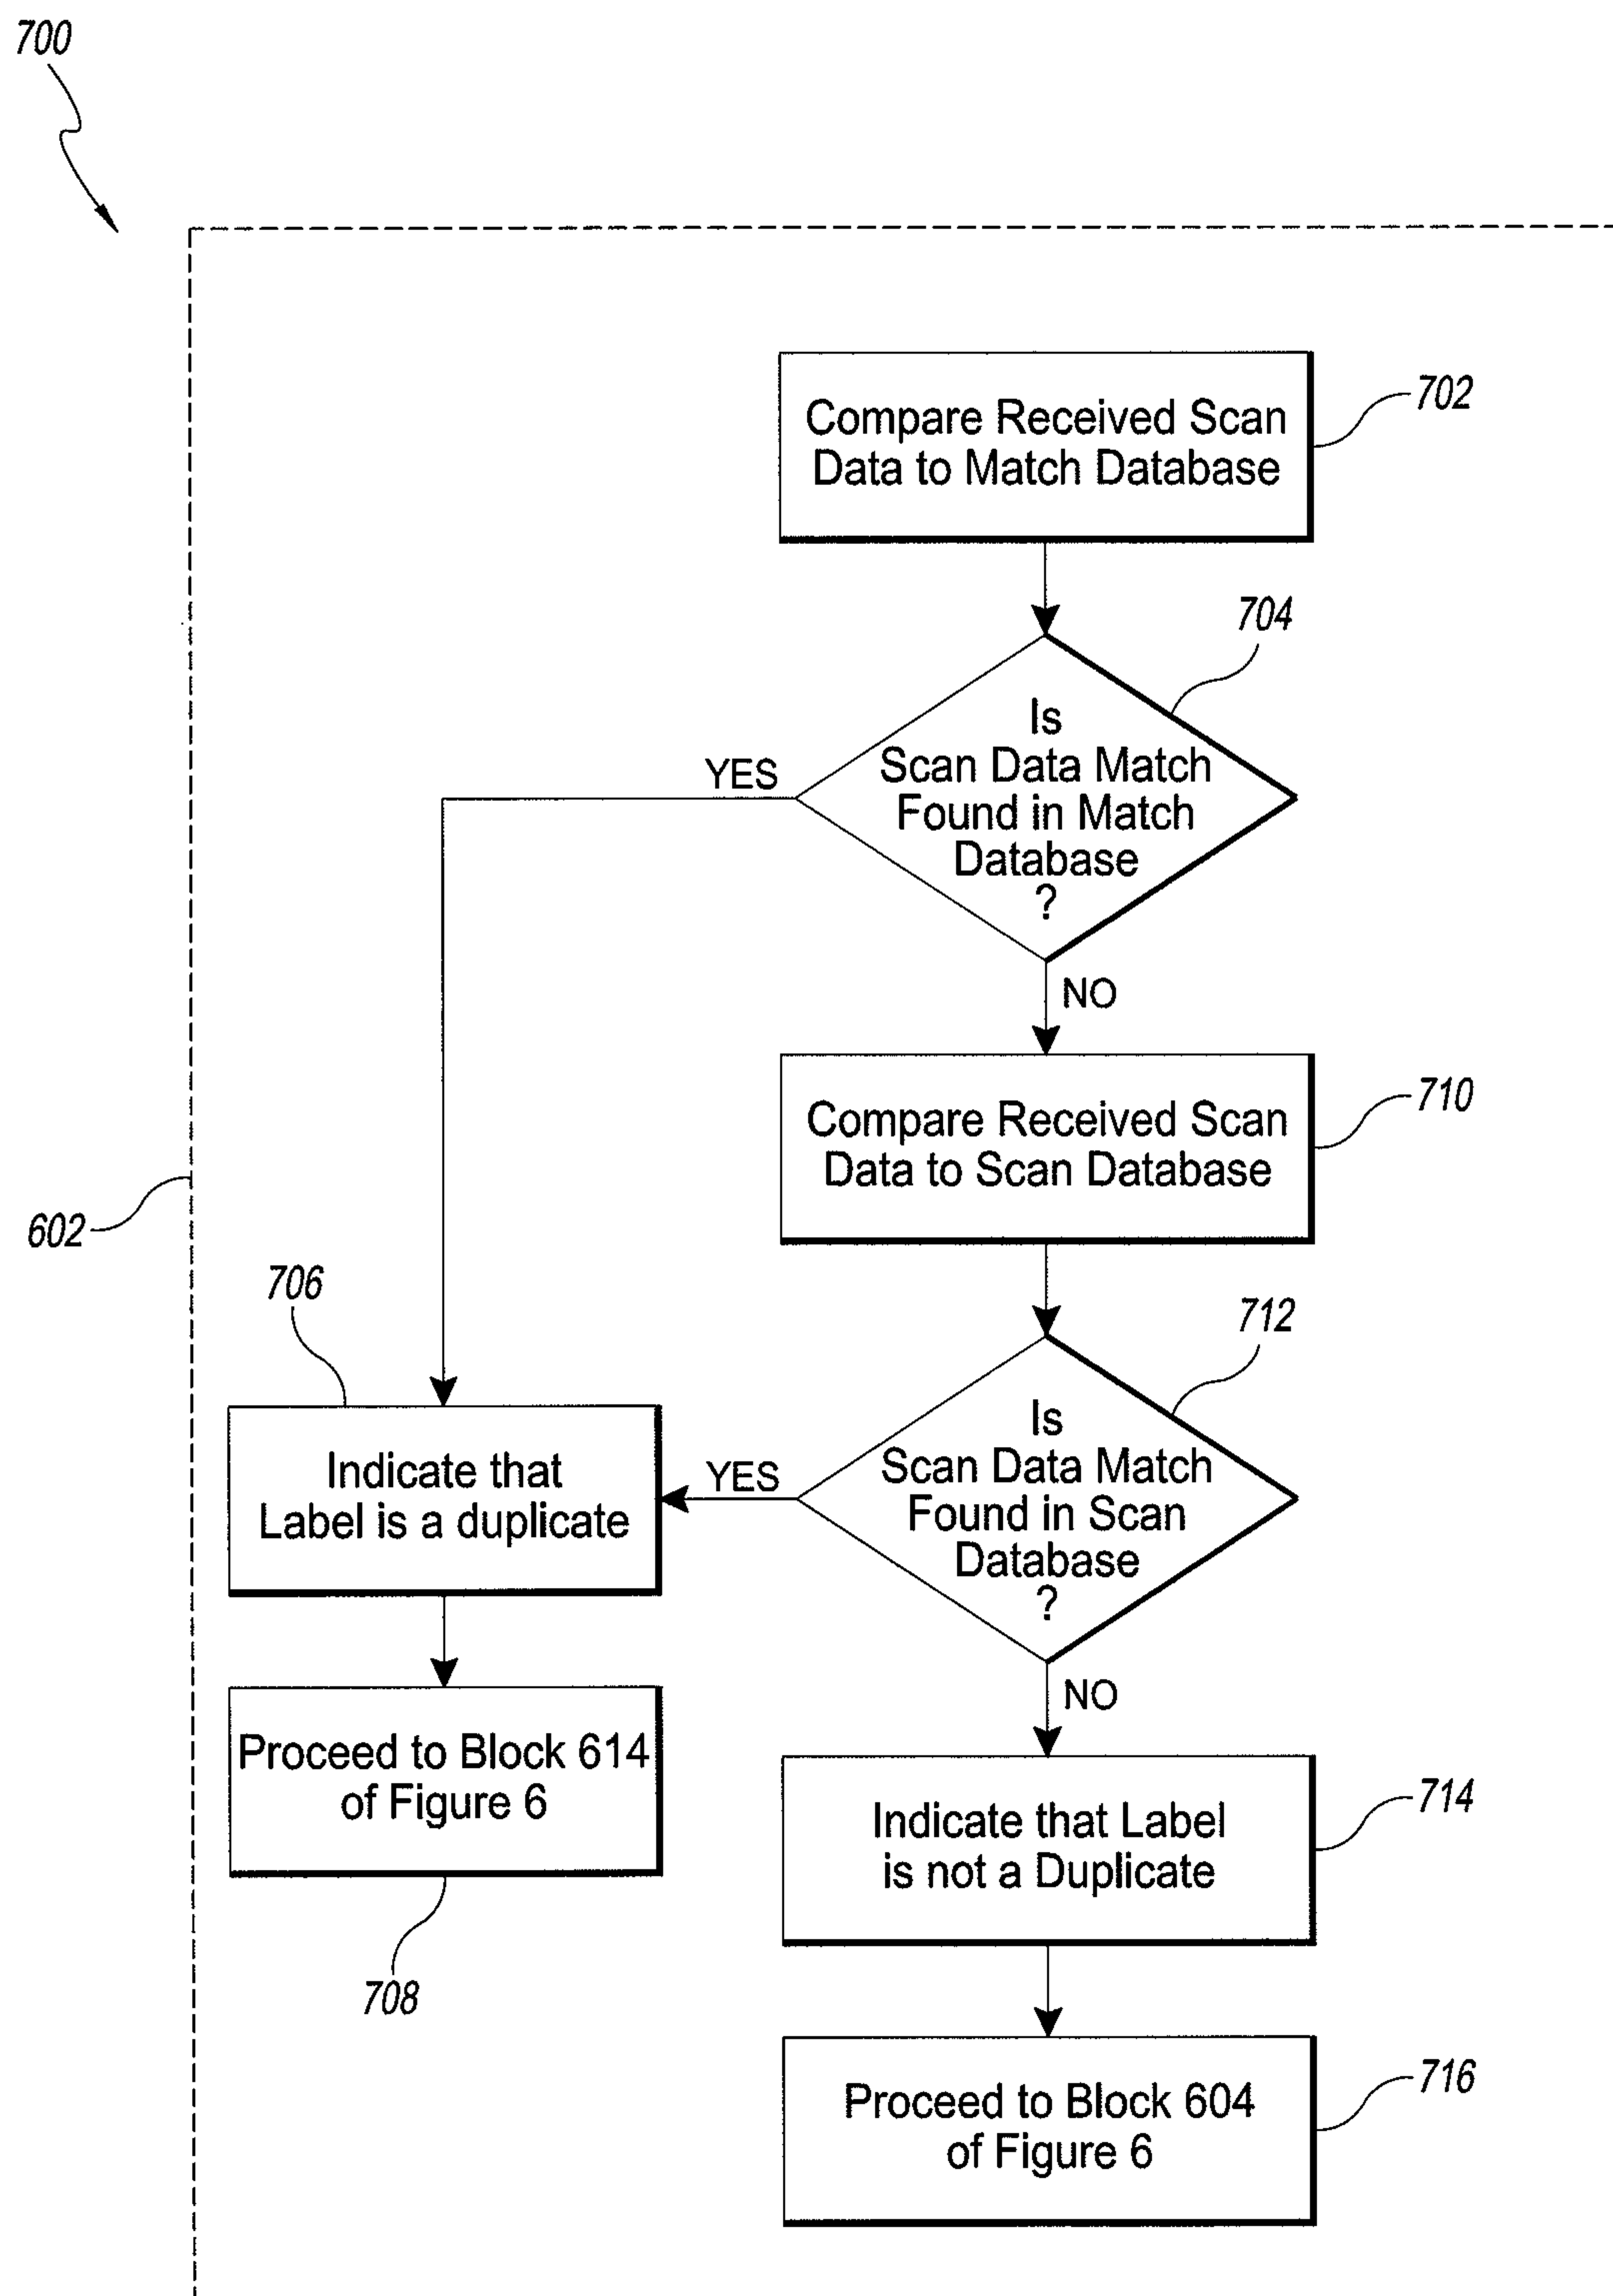 700
Compare Received Scan
Data to Match Database
702
704
Is
Scan Data Match
Found in Match
Database
?
YES
NO
Compare Received Scan
Data to Scan Database
710
602
706
712
Indicate that
Label is a duplicate
YES
Is
Scan Data Match
Found in Scan
Database
?
NO
Proceed to Block 614
of Figure 6
708
Indicate that Label
is not a Duplicate
714
Proceed to Block 604
of Figure 6
716